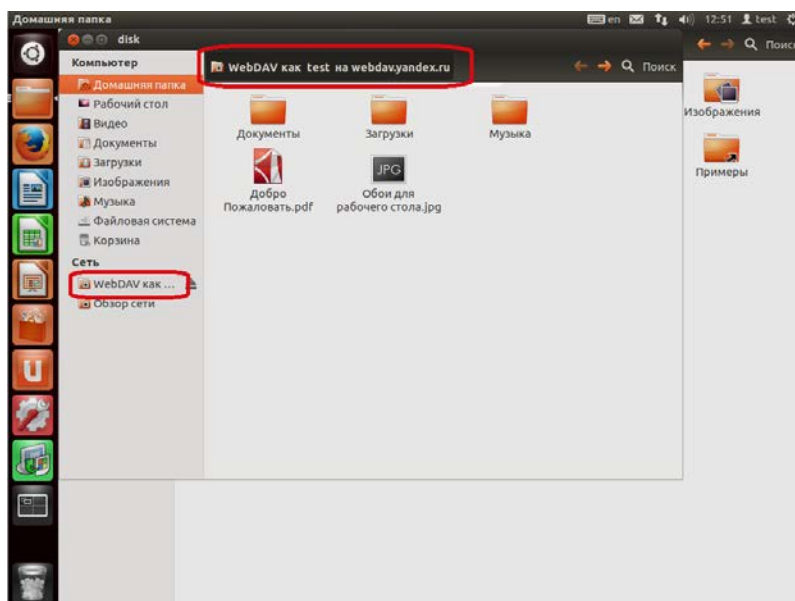 Домашняя папка
en
12:51
test
disk
Поиск
Компьютер
WebDAV как test на webdav.yandex.ru
Поиск
Домашняя папка
Рабочий стол
Видео
Документы
Загрузки
Изображения
Музыка
Файловая система
Корзина
Сеть
WebDAV как ...
Обзор сети
Документы
Загрузки
Музыка
Добро
Пожаловать.pdf
JPG
Обои для
рабочего стола.jpg
Изображения
Примеры